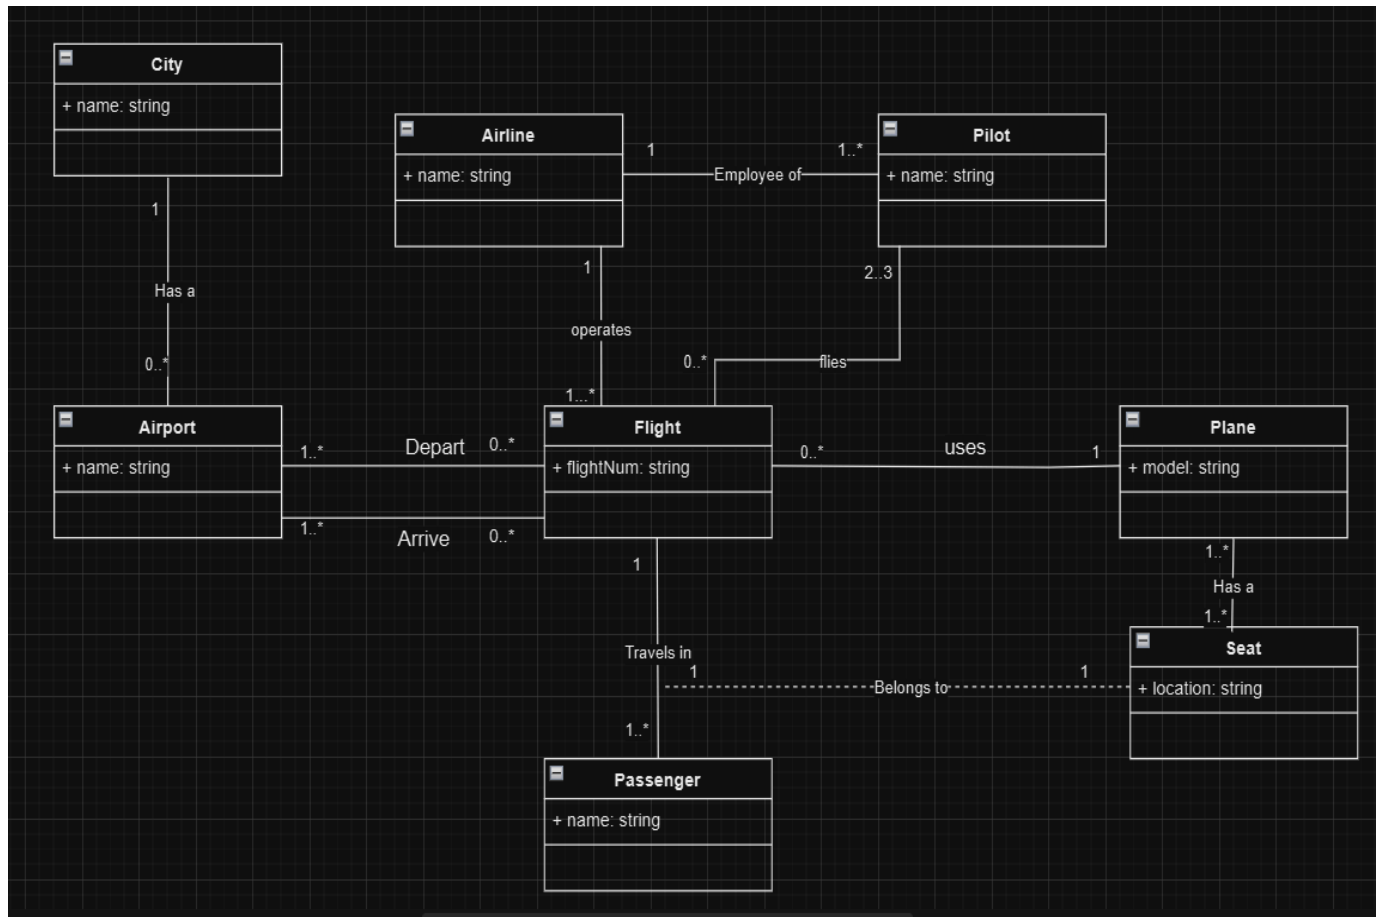 City
+ name: string
1
Has a
0..*
Airline
+ name: string
1
Employee of
1..*
Pilot
+ name: string
1
operates
1...*
2..3
flies
0..*
Airport
+ name: string
1..*
Depart
0..*
1..*
Arrive
0..*
Flight
+ flightNum: string
0..*
uses
1
Plane
+ model: string
1..*
Has a
1..*
Seat
+ location: string
1
Travels in
1..*
1
Belongs to
1
Passenger
+ name: string